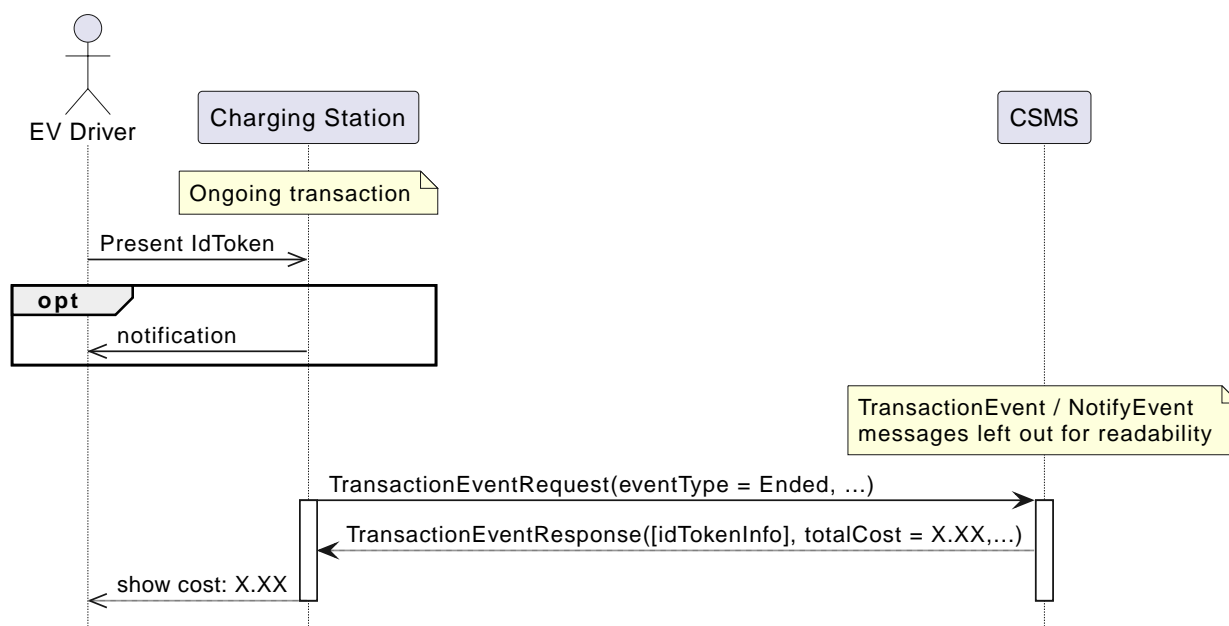 EV Driver
Charging Station
CSMS
Ongoing transaction
Present IdToken
opt
notification
TransactionEvent / NotifyEvent
messages left out for readability
TransactionEventRequest(eventType = Ended, ...)
TransactionEventResponse([idTokenInfo], totalCost = X.XX,...)
show cost: X.XX